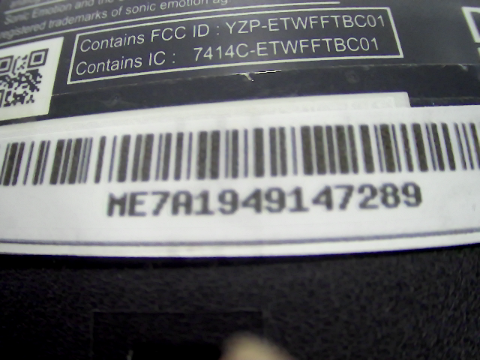 Sonic Emotion and the
registered trademarks of sonic emotion ag
Contains FCC ID : YZP-ETWFFTBC01
Contains IC : 7414C-ETWFFTBC01
ME7A1949147289